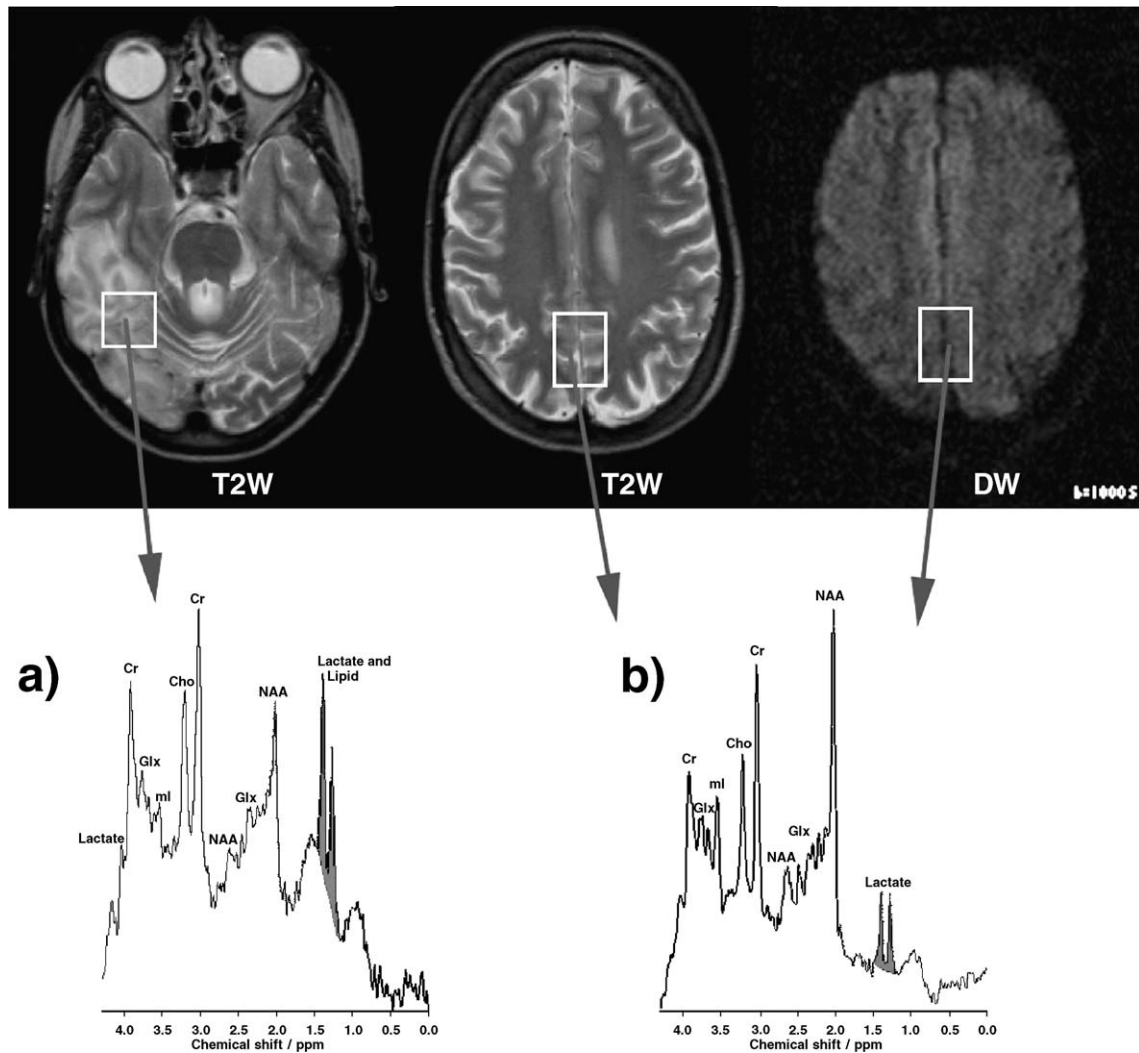 T2W
T2W
DW
b=1000S
a)
Cr
Cr
Cho
Glx
mI
Lactate
NAA
Glx
NAA
Lactate and
Lipid
4.0 3.5 3.0 2.5 2.0 1.5 1.0 0.5 0.0
Chemical shift / ppm
b)
NAA
Cr
Cho
Cr
mI
Glx
Glx
NAA
Lactate
4.0 3.5 3.0 2.5 2.0 1.5 1.0 0.5 0.0
Chemical shift / ppm